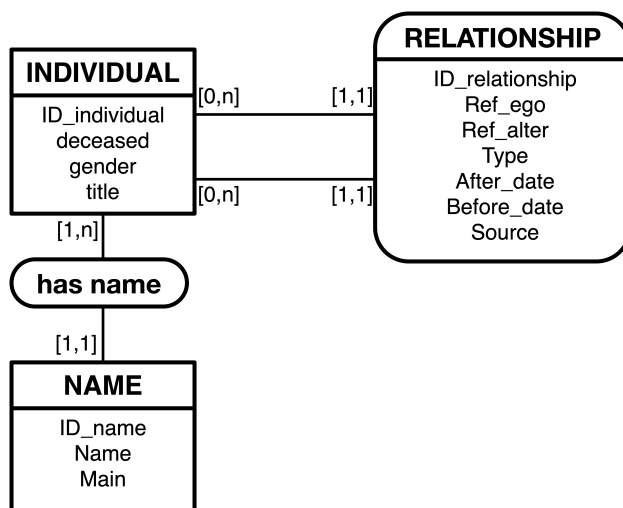 RELATIONSHIP
ID_relationship
Ref_ego
Ref_alter
Type
After_date
Before_date
Source
INDIVIDUAL
ID_individual
deceased
gender
title
[0,n]
[1,1]
[0,n]
[1,1]
[1,n]
has name
[1,1]
NAME
ID_name
Name
Main